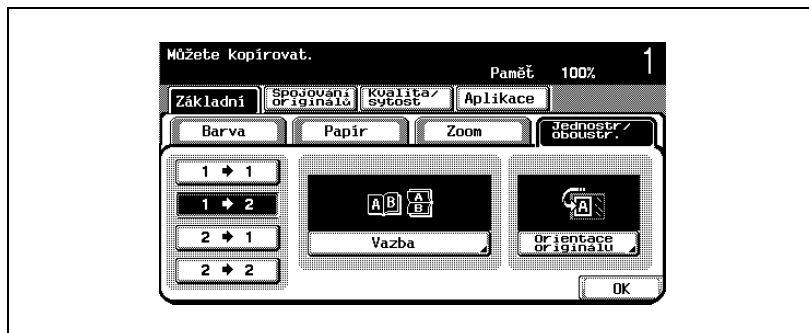 Můžete kopírovat.
Paměť 100% 1
Základní Spojování originálů Kvalita/sytost Aplikace
Barva Papír Zoom Jednostr/oboustr.
1 → 1
1 → 2
2 → 1
2 → 2
A B A B
Vazba
A
Orientace originálu
OK